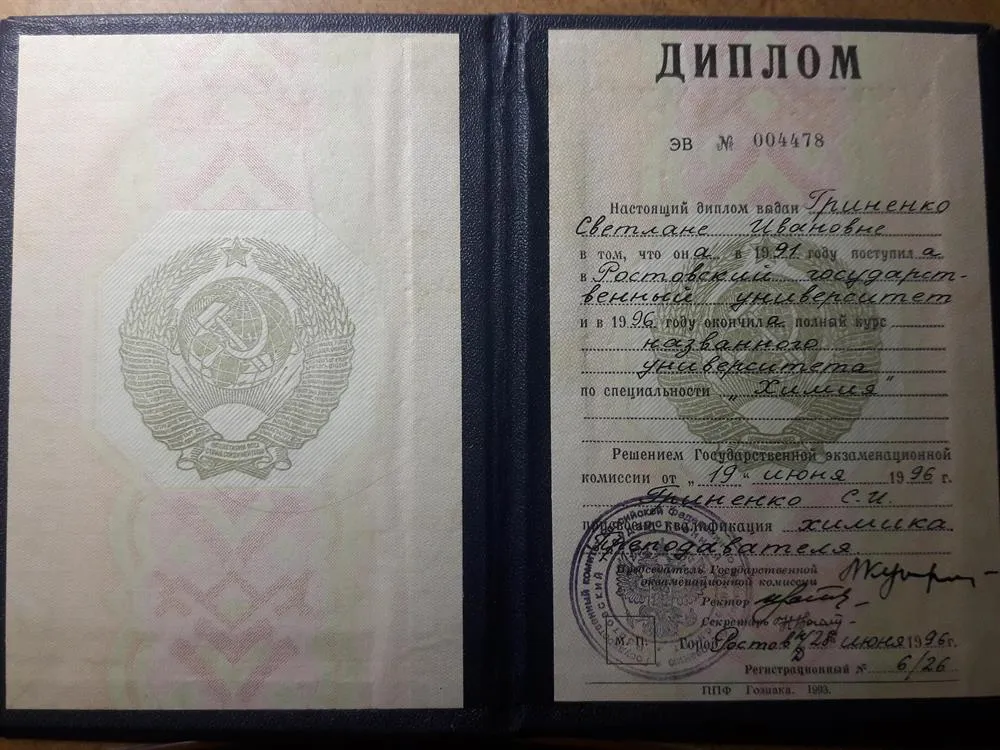 ДИПЛОМ
ЭВ № 004478
Настоящий диплом выдан Гриненко
Светлане Ивановне
в том, что она в 1991 году поступила
в Ростовский государст-
венный университет
и в 1996 году окончила полный курс
названного
университета
по специальности „Химия"
Решением Государственной экзаменационной
комиссии от „19" июня 1996 г.
Гриненко С.И.
присвоена квалификация химика.
Преподавателя.
Председатель Государственной
экзаменационной комиссии
Ректор
Секретарь
М. П. Город Ростов н/Д 28 июня 1996 г.
Регистрационный № 6/26
ППФ Гознака. 1993.